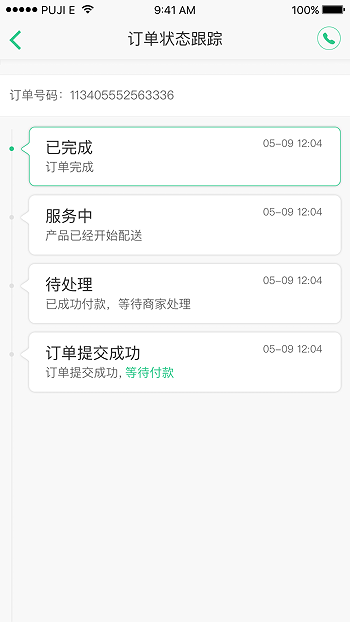 PUJI E 9:41 AM 100%
订单状态跟踪
订单号码：113405552563336
已完成 05-09 12:04
订单完成
服务中 05-09 12:04
产品已经开始配送
待处理 05-09 12:04
已成功付款，等待商家处理
订单提交成功 05-09 12:04
订单提交成功，等待付款